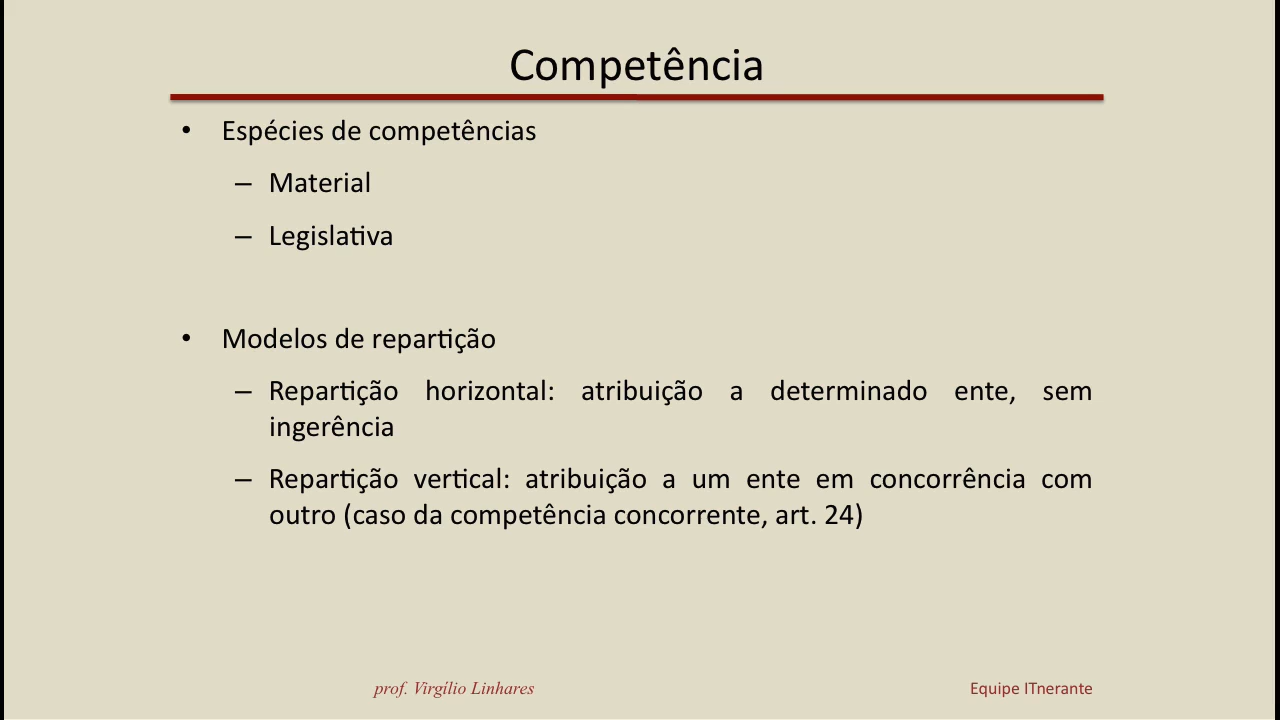 Competência
• Espécies de competências
– Material
– Legislativa
• Modelos de repartição
– Repartição horizontal: atribuição a determinado ente, sem
ingerência
– Repartição vertical: atribuição a um ente em concorrência com
outro (caso da competência concorrente, art. 24)
prof. Virgílio Linhares
Equipe ITnerante